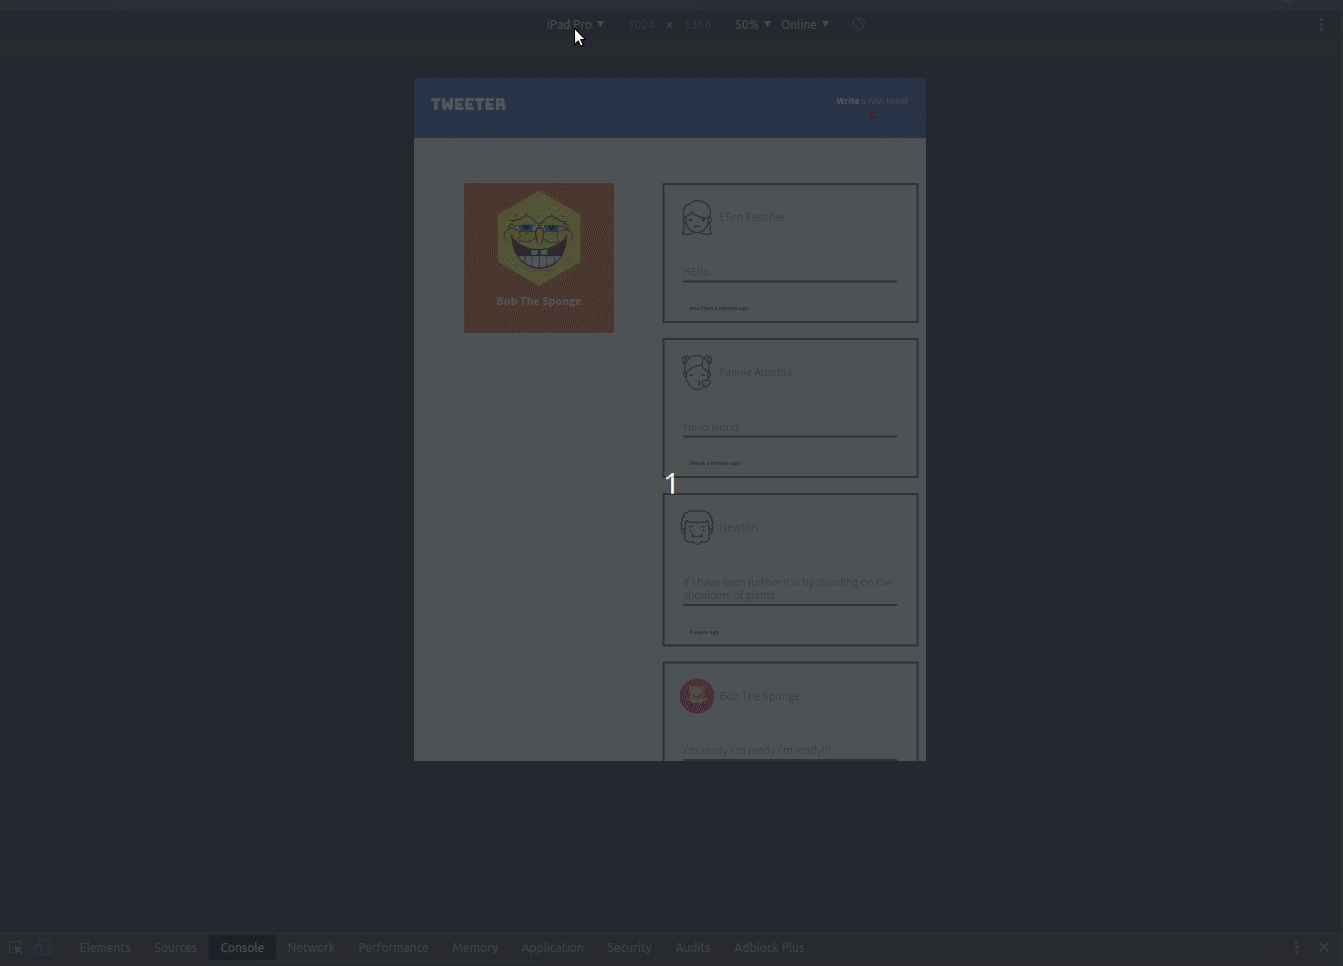 iPad Pro ▼ 1024 × 1366 50% ▼ Online ▼
TWEETER
Write a new tweet
Bob The Sponge
Ellen Fletcher
HEllo
less than a minute ago
Fannie Ametoll
Hello world
about a minute ago
1
Newton
If I have seen further it is by standing on the
shoulders of giants
4 years ago
Bob The Sponge
I'm ready I'm ready I'm ready!!!
Elements Sources Console Network Performance Memory Application Security Audits Adblock Plus